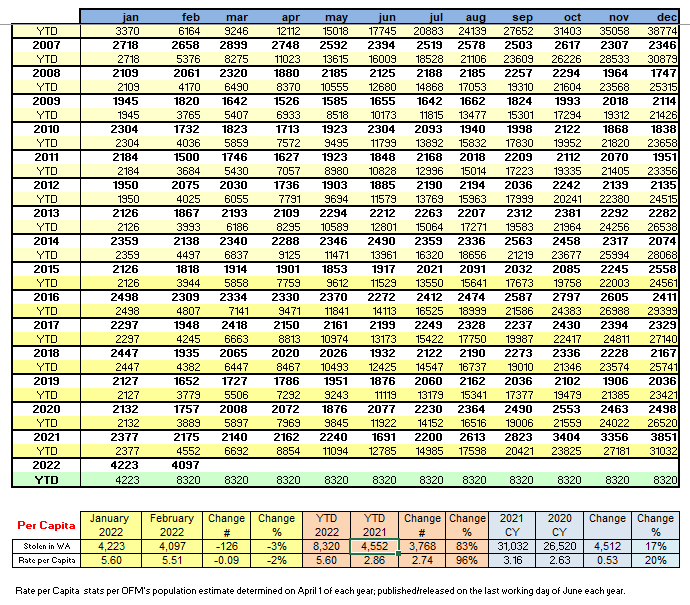 jan feb mar apr may jun jul aug sep oct nov dec
YTD 3370 6164 9246 12112 15018 17745 20883 24139 27652 31403 35058 38774
2007 2718 2658 2899 2748 2592 2394 2519 2578 2503 2617 2307 2346
YTD 2718 5376 8275 11023 13615 16009 18528 21106 23609 26226 28533 30879
2008 2109 2061 2320 1880 2185 2125 2188 2185 2257 2294 1964 1747
YTD 2109 4170 6490 8370 10555 12680 14868 17053 19310 21604 23568 25315
2009 1945 1820 1642 1526 1585 1655 1642 1662 1824 1993 2018 2114
YTD 1945 3765 5407 6933 8518 10173 11815 13477 15301 17294 19312 21426
2010 2304 1732 1823 1713 1923 2304 2093 1940 1998 2122 1868 1838
YTD 2304 4036 5859 7572 9495 11799 13892 15832 17830 19952 21820 23658
2011 2184 1500 1746 1627 1923 1848 2168 2018 2209 2112 2070 1951
YTD 2184 3684 5430 7057 8980 10828 12996 15014 17223 19335 21405 23356
2012 1950 2075 2030 1736 1903 1885 2190 2194 2036 2242 2139 2135
YTD 1950 4025 6055 7791 9694 11579 13769 15963 17999 20241 22380 24515
2013 2126 1867 2193 2109 2294 2212 2263 2207 2312 2381 2292 2282
YTD 2126 3993 6186 8295 10589 12801 15064 17271 19583 21964 24256 26538
2014 2359 2138 2340 2288 2346 2490 2359 2336 2563 2458 2317 2074
YTD 2359 4497 6837 9125 11471 13961 16320 18656 21219 23677 25994 28068
2015 2126 1818 1914 1901 1853 1917 2021 2091 2032 2085 2245 2558
YTD 2126 3944 5858 7759 9612 11529 13550 15641 17673 19758 22003 24561
2016 2498 2309 2334 2330 2370 2272 2412 2474 2587 2797 2605 2411
YTD 2498 4807 7141 9471 11841 14113 16525 18999 21586 24383 26988 29399
2017 2297 1948 2418 2150 2161 2199 2249 2328 2237 2430 2394 2329
YTD 2297 4245 6663 8813 10974 13173 15422 17750 19987 22417 24811 27140
2018 2447 1935 2065 2020 2026 1932 2122 2190 2273 2336 2228 2167
YTD 2447 4382 6447 8467 10493 12425 14547 16737 19010 21346 23574 25741
2019 2127 1652 1727 1786 1951 1876 2060 2162 2036 2102 1906 2036
YTD 2127 3779 5506 7292 9243 11119 13179 15341 17377 19479 21385 23421
2020 2132 1757 2008 2072 1876 2077 2230 2364 2490 2553 2463 2498
YTD 2132 3889 5897 7969 9845 11922 14152 16516 19006 21559 24022 26520
2021 2377 2175 2140 2162 2240 1691 2200 2613 2823 3404 3356 3851
YTD 2377 4552 6692 8854 11094 12785 14985 17598 20421 23825 27181 31032
2022 4223 4097
YTD 4223 8320 8320 8320 8320 8320 8320 8320 8320 8320 8320 8320
Per Capita January 2022 February 2022 Change # Change % YTD 2022 YTD 2021 Change # Change % 2021 CY 2020 CY Change Change %
Stolen in WA 4,223 4,097 -126 -3% 8,320 4,552 3,768 83% 31,032 26,520 4,512 17%
Rate per Capita 5.60 5.51 -0.09 -2% 5.60 2.86 2.74 96% 3.16 2.63 0.53 20%
Rate per Capita stats per OFM's population estimate determined on April 1 of each year; published/released on the last working day of June each year.